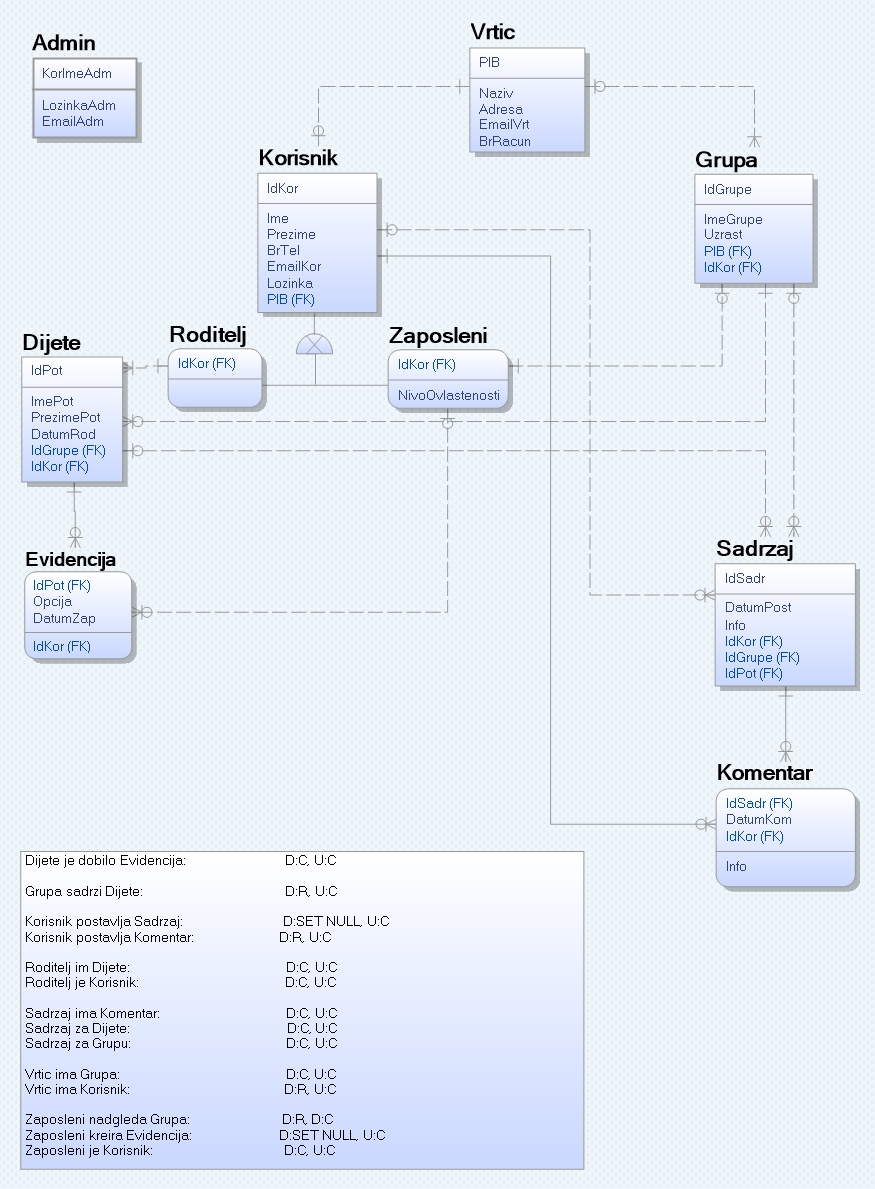 Admin
KorImeAdm
LozinkaAdm
EmailAdm
Vrtic
PIB
Naziv
Adresa
EmailVrt
BrRacun
Korisnik
IdKor
Ime
Prezime
BrTel
EmailKor
Lozinka
PIB (FK)
Grupa
IdGrupe
ImeGrupe
Uzrast
PIB (FK)
IdKor (FK)
Dijete
IdPot
ImePot
PrezimePot
DatumRod
IdGrupe (FK)
IdKor (FK)
Roditelj
IdKor (FK)
Zaposleni
IdKor (FK)
NivoOvlastenosti
Evidencija
IdPot (FK)
Opcija
DatumZap
IdKor (FK)
Sadrzaj
IdSadr
DatumPost
Info
IdKor (FK)
IdGrupe (FK)
IdPot (FK)
Komentar
IdSadr (FK)
DatumKom
IdKor (FK)
Info
Dijete je dobilo Evidencija: D:C, U:C
Grupa sadrzi Dijete: D:R, U:C
Korisnik postavlja Sadrzaj: D:SET NULL, U:C
Korisnik postavlja Komentar: D:R, U:C
Roditelj im Dijete: D:C, U:C
Roditelj je Korisnik: D:C, U:C
Sadrzaj ima Komentar: D:C, U:C
Sadrzaj za Dijete: D:C, U:C
Sadrzaj za Grupu: D:C, U:C
Vrtic ima Grupa: D:C, U:C
Vrtic ima Korisnik: D:R, U:C
Zaposleni nadgleda Grupa: D:R, D:C
Zaposleni kreira Evidencija: D:SET NULL, U:C
Zaposleni je Korisnik: D:C, U:C